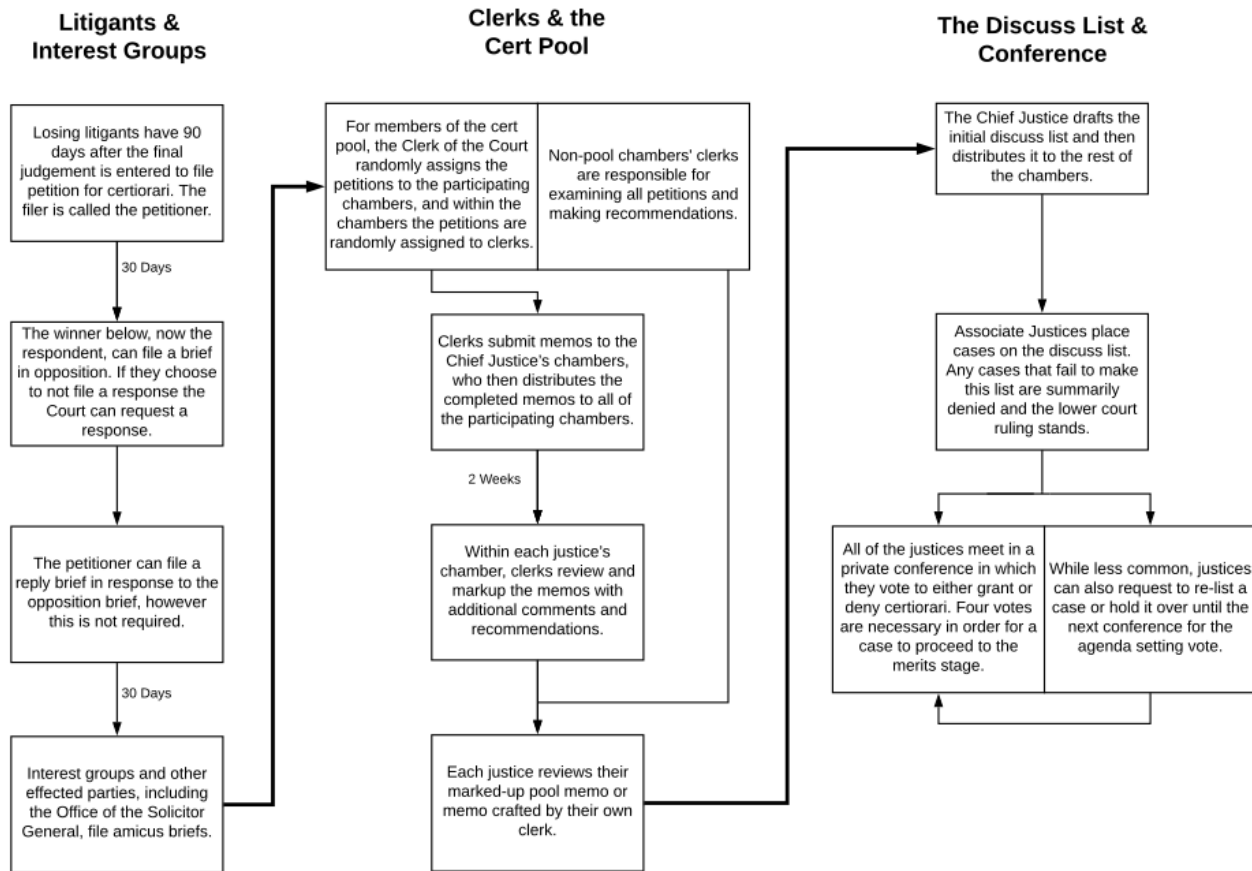 Litigants &
Interest Groups
Losing litigants have 90
days after the final
judgement is entered to file
petition for certiorari. The
filer is called the petitioner.
30 Days
The winner below, now the
respondent, can file a brief
in opposition. If they choose
to not file a response the
Court can request a
response.
The petitioner can file a
reply brief in response to the
opposition brief, however
this is not required.
30 Days
Interest groups and other
effected parties, including
the Office of the Solicitor
General, file amicus briefs.
Clerks & the
Cert Pool
For members of the cert
pool, the Clerk of the Court
randomly assigns the
petitions to the participating
chambers, and within the
chambers the petitions are
randomly assigned to clerks.
Non-pool chambers' clerks
are responsible for
examining all petitions and
making recommendations.
Clerks submit memos to the
Chief Justice's chambers,
who then distributes the
completed memos to all of
the participating chambers.
2 Weeks
Within each justice's
chamber, clerks review and
markup the memos with
additional comments and
recommendations.
Each justice reviews their
marked-up pool memo or
memo crafted by their own
clerk.
The Discuss List &
Conference
The Chief Justice drafts the
initial discuss list and then
distributes it to the rest of
the chambers.
Associate Justices place
cases on the discuss list.
Any cases that fail to make
this list are summarily
denied and the lower court
ruling stands.
All of the justices meet in a
private conference in which
they vote to either grant or
deny certiorari. Four votes
are necessary in order for a
case to proceed to the
merits stage.
While less common, justices
can also request to re-list a
case or hold it over until the
next conference for the
agenda setting vote.